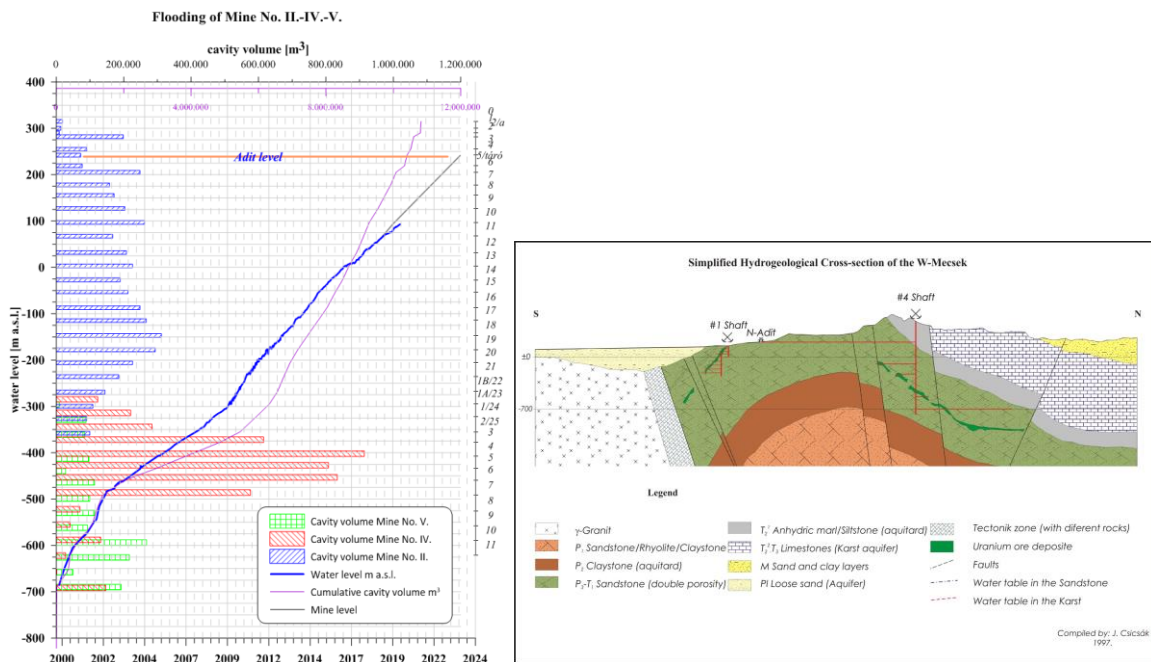 Flooding of Mine No. II.-IV.-V.
cavity volume [m3]
0 200.000 400.000 600.000 800.000 1.000.000 1.200.000
0 4.000.000 8.000.000 12.000.000
water level [m a.s.l.]
400
300
200
100
0
-100
-200
-300
-400
-500
-600
-700
-800
Adit level
0
2/a
3
4
5/táró
6
7
8
9
10
11
12
13
14
15
16
17
18
19
20
21
1B/22
1A/23
1/24
2/25
3
4
5
6
7
8
9
10
11
Cavity volume Mine No. V.
Cavity volume Mine No. IV.
Cavity volume Mine No. II.
Water level m a.s.l.
Cumulative cavity volume m3
Mine level
2000 2002 2004 2007 2009 2012 2014 2017 2019 2022 2024
Simplified Hydrogeological Cross-section of the W-Mecsek
S
#1 Shaft
N-Adit
#4 Shaft
N
±0
-700
Legend
γ-Granit
P1 Sandstone/Rhyolite/Claystone
P2 Claystone (aquitard)
P2-T1 Sandstone (double porosity)
Anhydric marl/Siltstone (aquitard)
Limestones (Karst aquifer)
M Sand and clay layers
Pl Loose sand (Aquifer)
Tectonik zone (with diferent rocks)
Uranium ore deposite
Faults
Water table in the Sandstone
Water table in the Karst
Compiled by: J. Csicsák
1997.